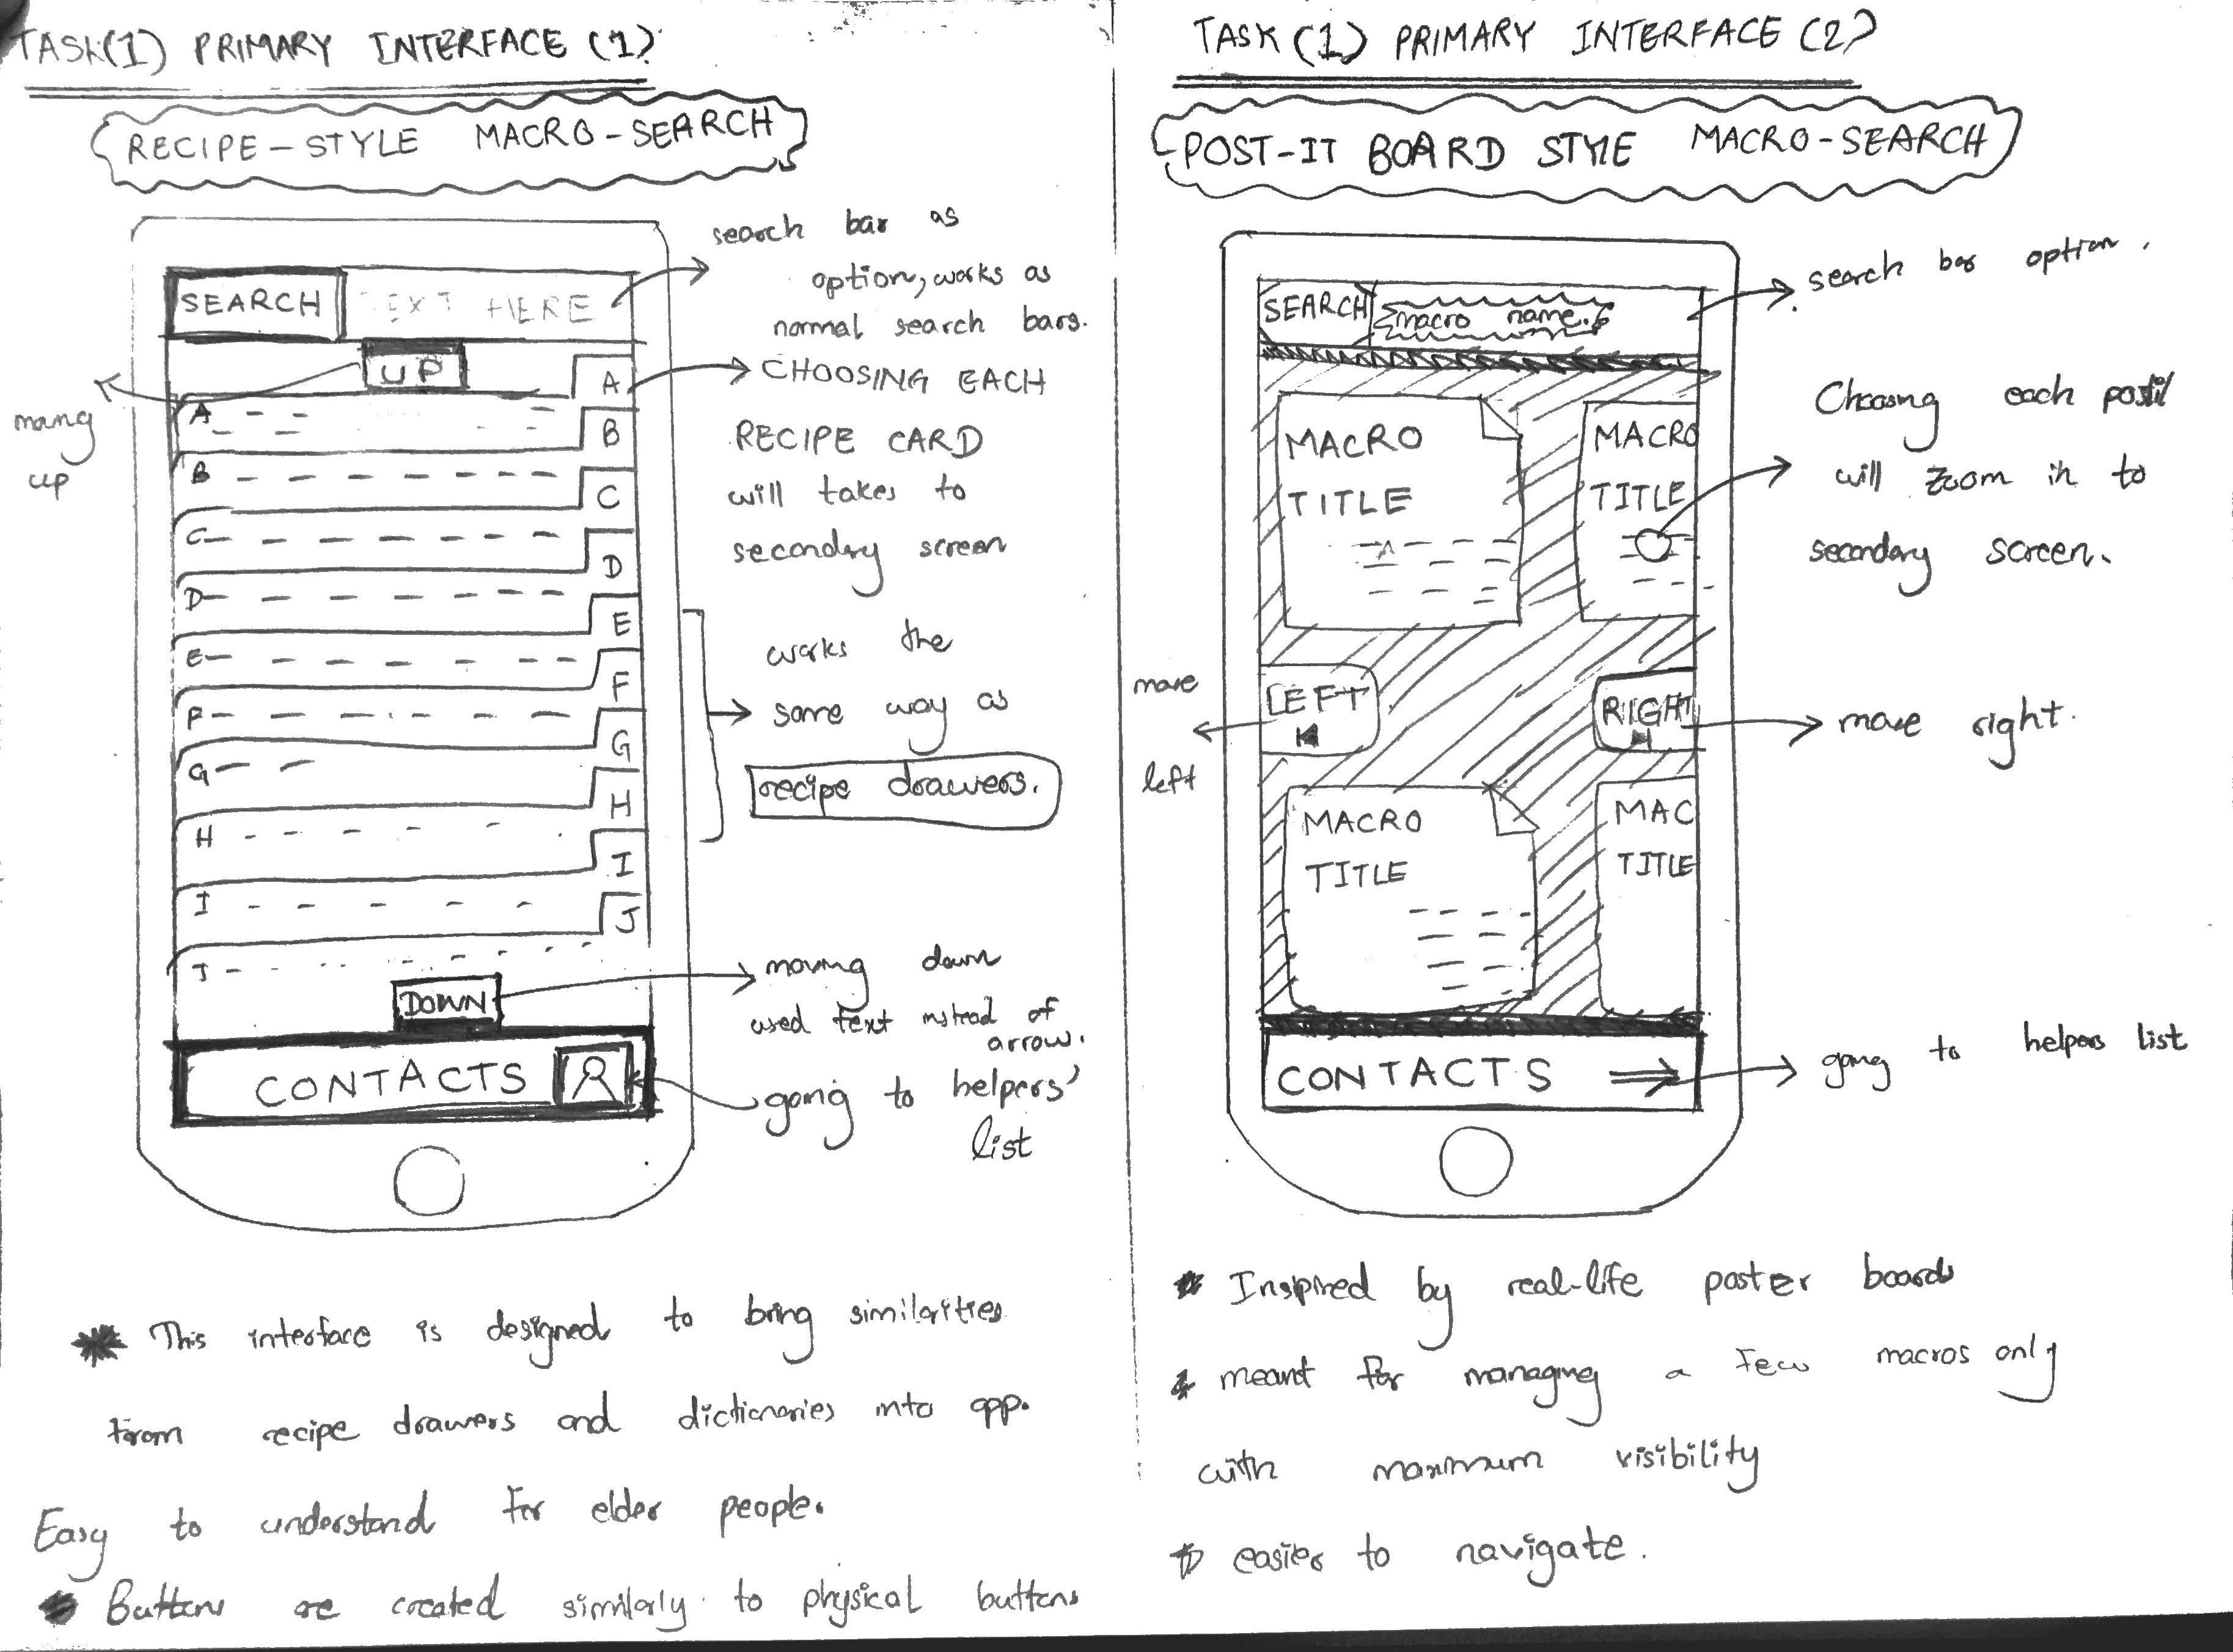 TASK(1) PRIMARY INTERFACE (1)
RECIPE-STYLE MACRO-SEARCH
SEARCH TEXT HERE
search bar as
option, works as
normal search bars.
UP
up
A
CHOOSING EACH
RECIPE CARD
will takes to
secondry screen
A
B
B
C
C
D
D
E
E
F
F
G
G
H
H
I
I
J
J
works the
same way as
recipe drawers.
DOWN
moving down
used text instead of
arrow.
CONTACTS
going to helpers'
list
✸ This interface is designed to bring similarities
from recipe drawers and dictionaries into app.
Easy to understand for elder people.
● Buttons are created similarly to physical buttons
TASK (1) PRIMARY INTERFACE (2)
POST-IT BOARD STYLE MACRO-SEARCH
SEARCH macro name.
search bar option.
MACRO
TITLE
MACRO
TITLE
Choosing each postit
will zoom in to
secondary screen.
move
left
LEFT
RIGHT
move right.
MACRO
TITLE
MAC
TITLE
CONTACTS ⇒
going to helpers list
✸ Inspired by real-life poster boards
meant for managing a few macros only
with maximum visibility
easier to navigate.